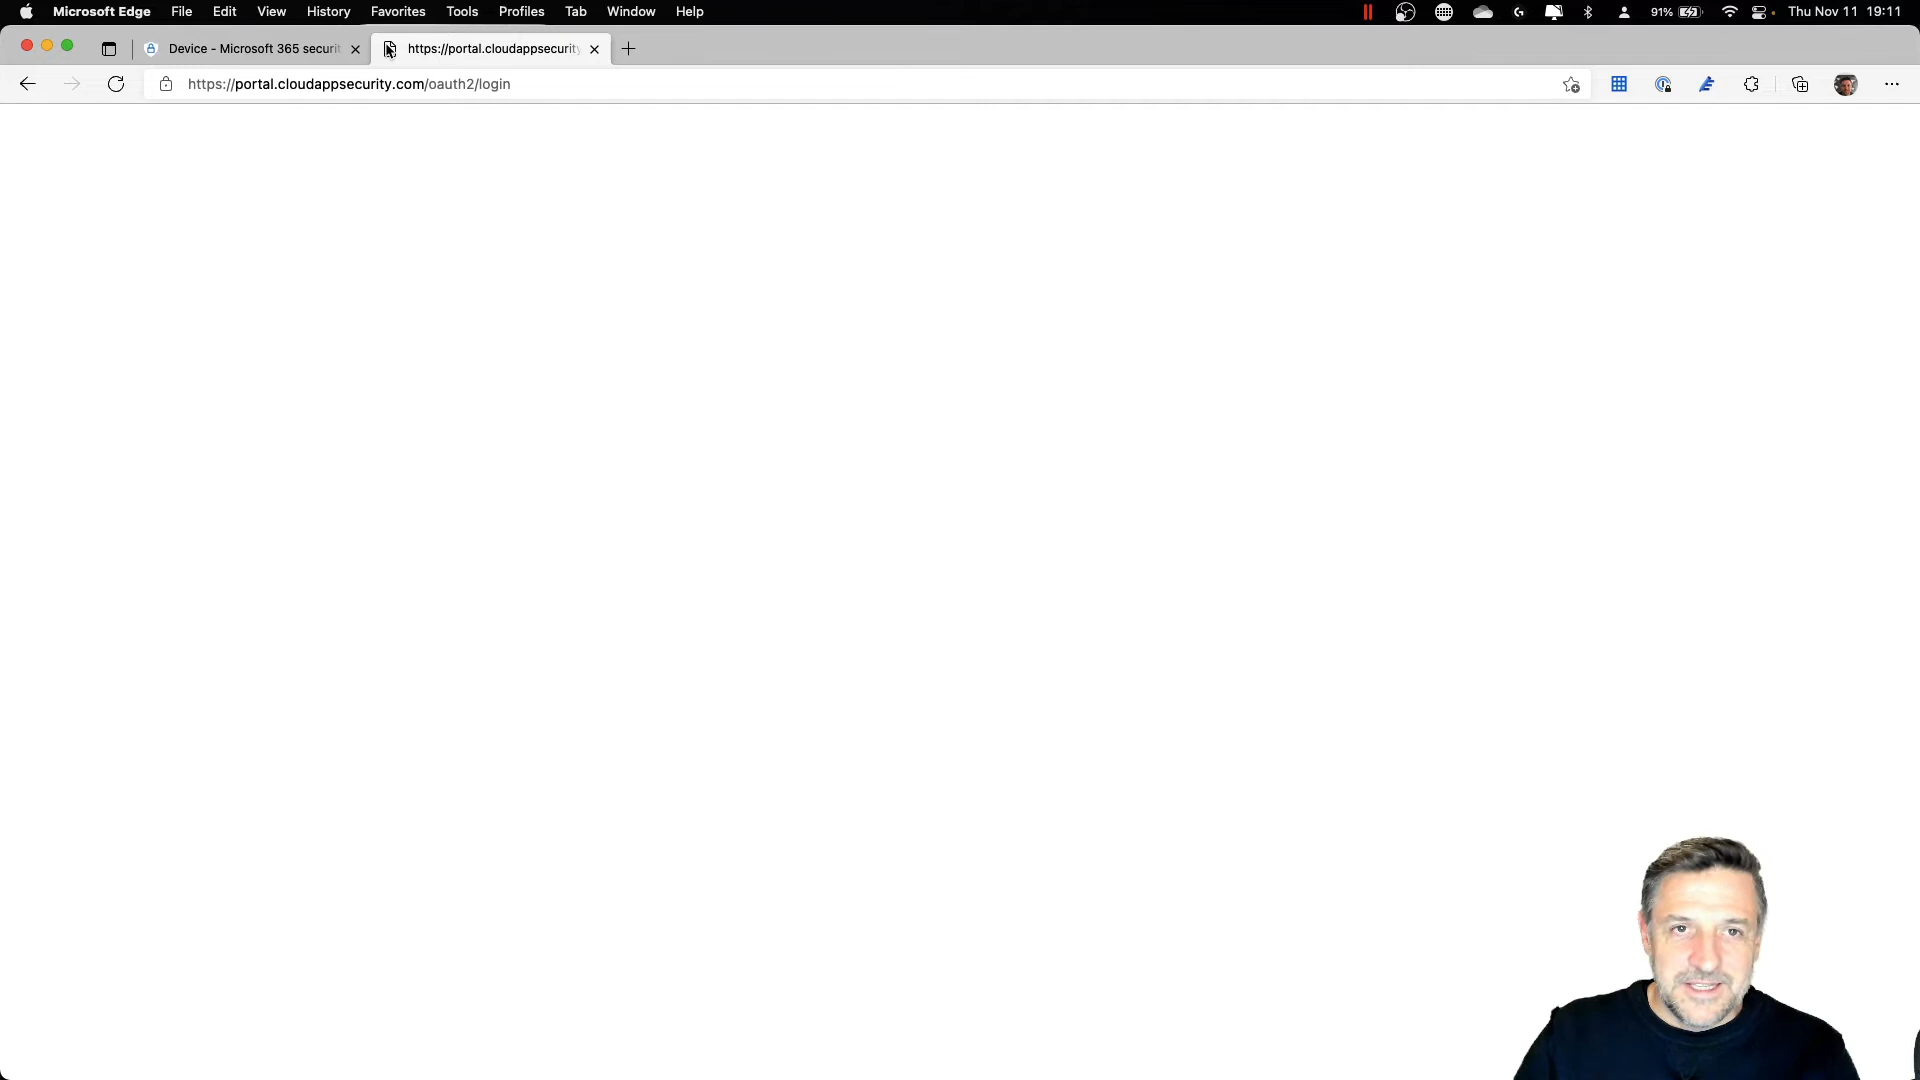 Microsoft Edge File Edit View History Favorites Tools Profiles Tab Window Help 91% Thu Nov 11 19:11
Device - Microsoft 365 securit https://portal.cloudappsecurity
https://portal.cloudappsecurity.com/oauth2/login